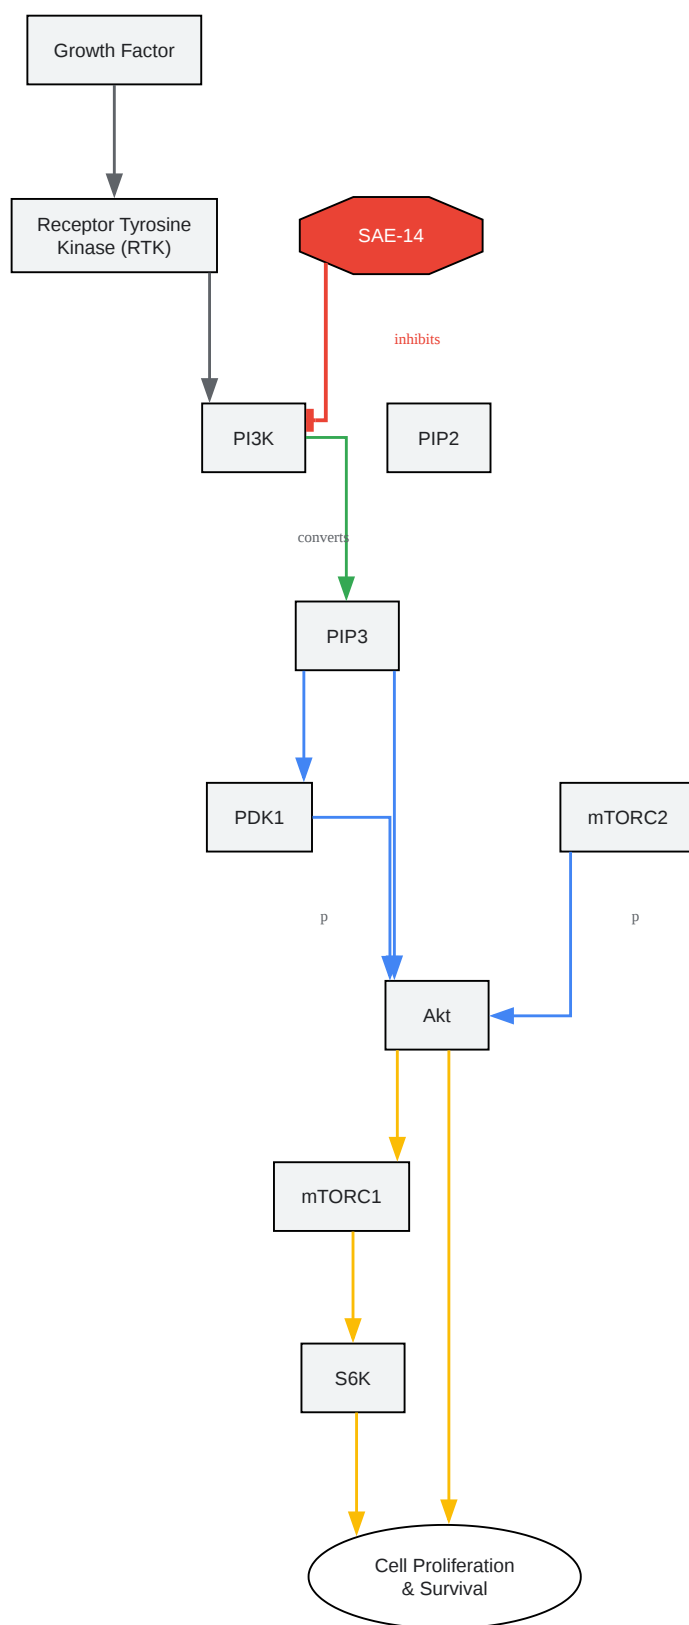 Growth Factor
Receptor Tyrosine
Kinase (RTK)
SAE-14
inhibits
PI3K
PIP2
converts
PIP3
PDK1
mTORC2
p
p
Akt
mTORC1
S6K
Cell Proliferation
& Survival